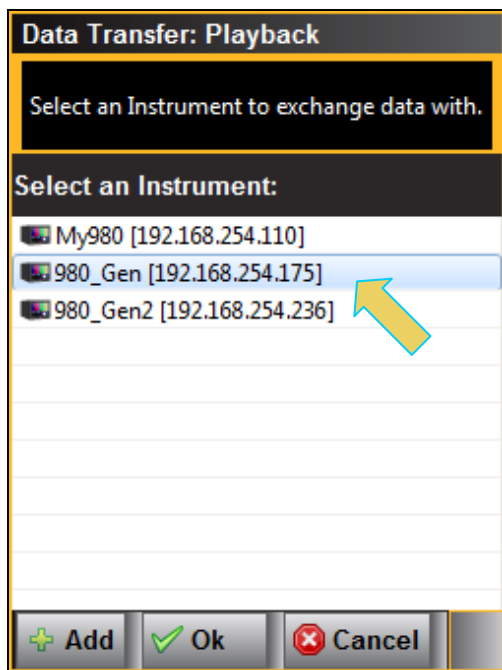 Data Transfer: Playback
Select an Instrument to exchange data with.
Select an Instrument:
My980 [192.168.254.110]
980_Gen [192.168.254.175]
980_Gen2 [192.168.254.236]
Add Ok Cancel